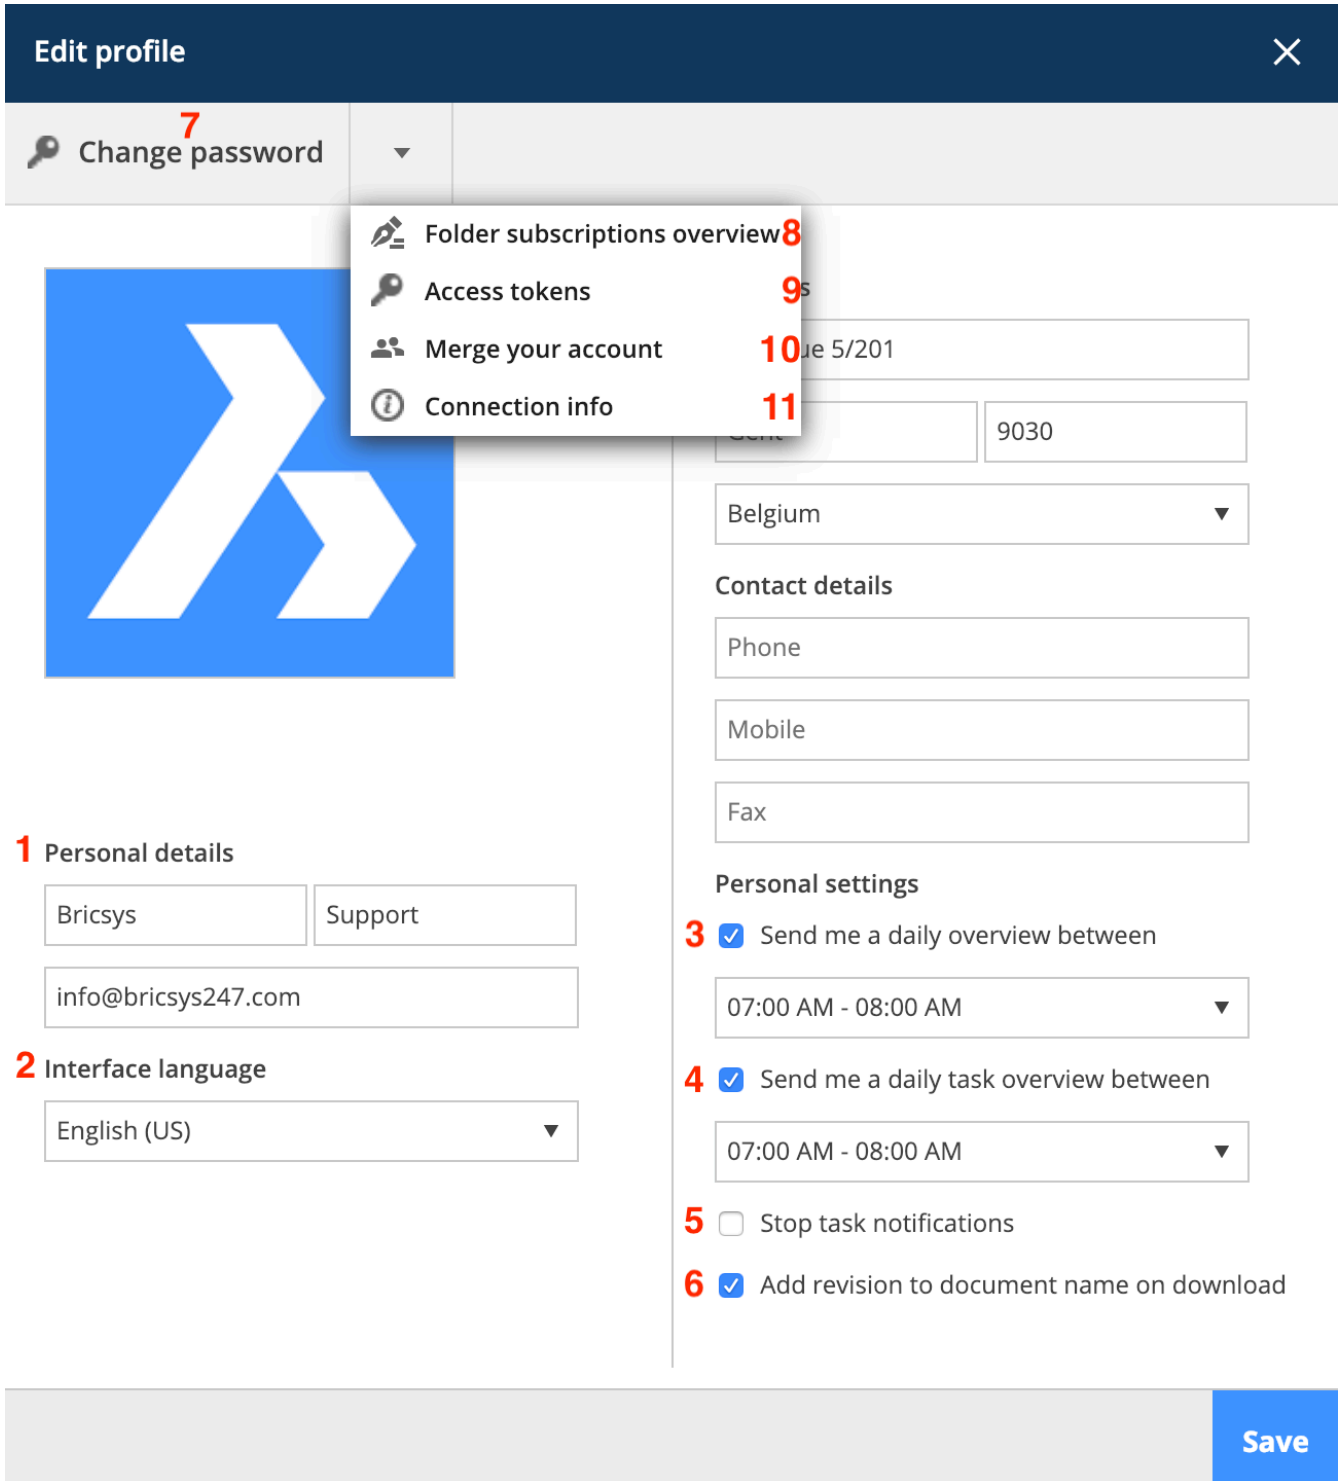 Edit profile
7
Change password
Folder subscriptions overview 8
Access tokens 9
Merge your account 10
Connection info 11
5/201
9030
Belgium
Contact details
Phone
Mobile
Fax
1 Personal details
Bricsys Support
info@bricsys247.com
2 Interface language
English (US)
Personal settings
3 Send me a daily overview between
07:00 AM - 08:00 AM
4 Send me a daily task overview between
07:00 AM - 08:00 AM
5 Stop task notifications
6 Add revision to document name on download
Save